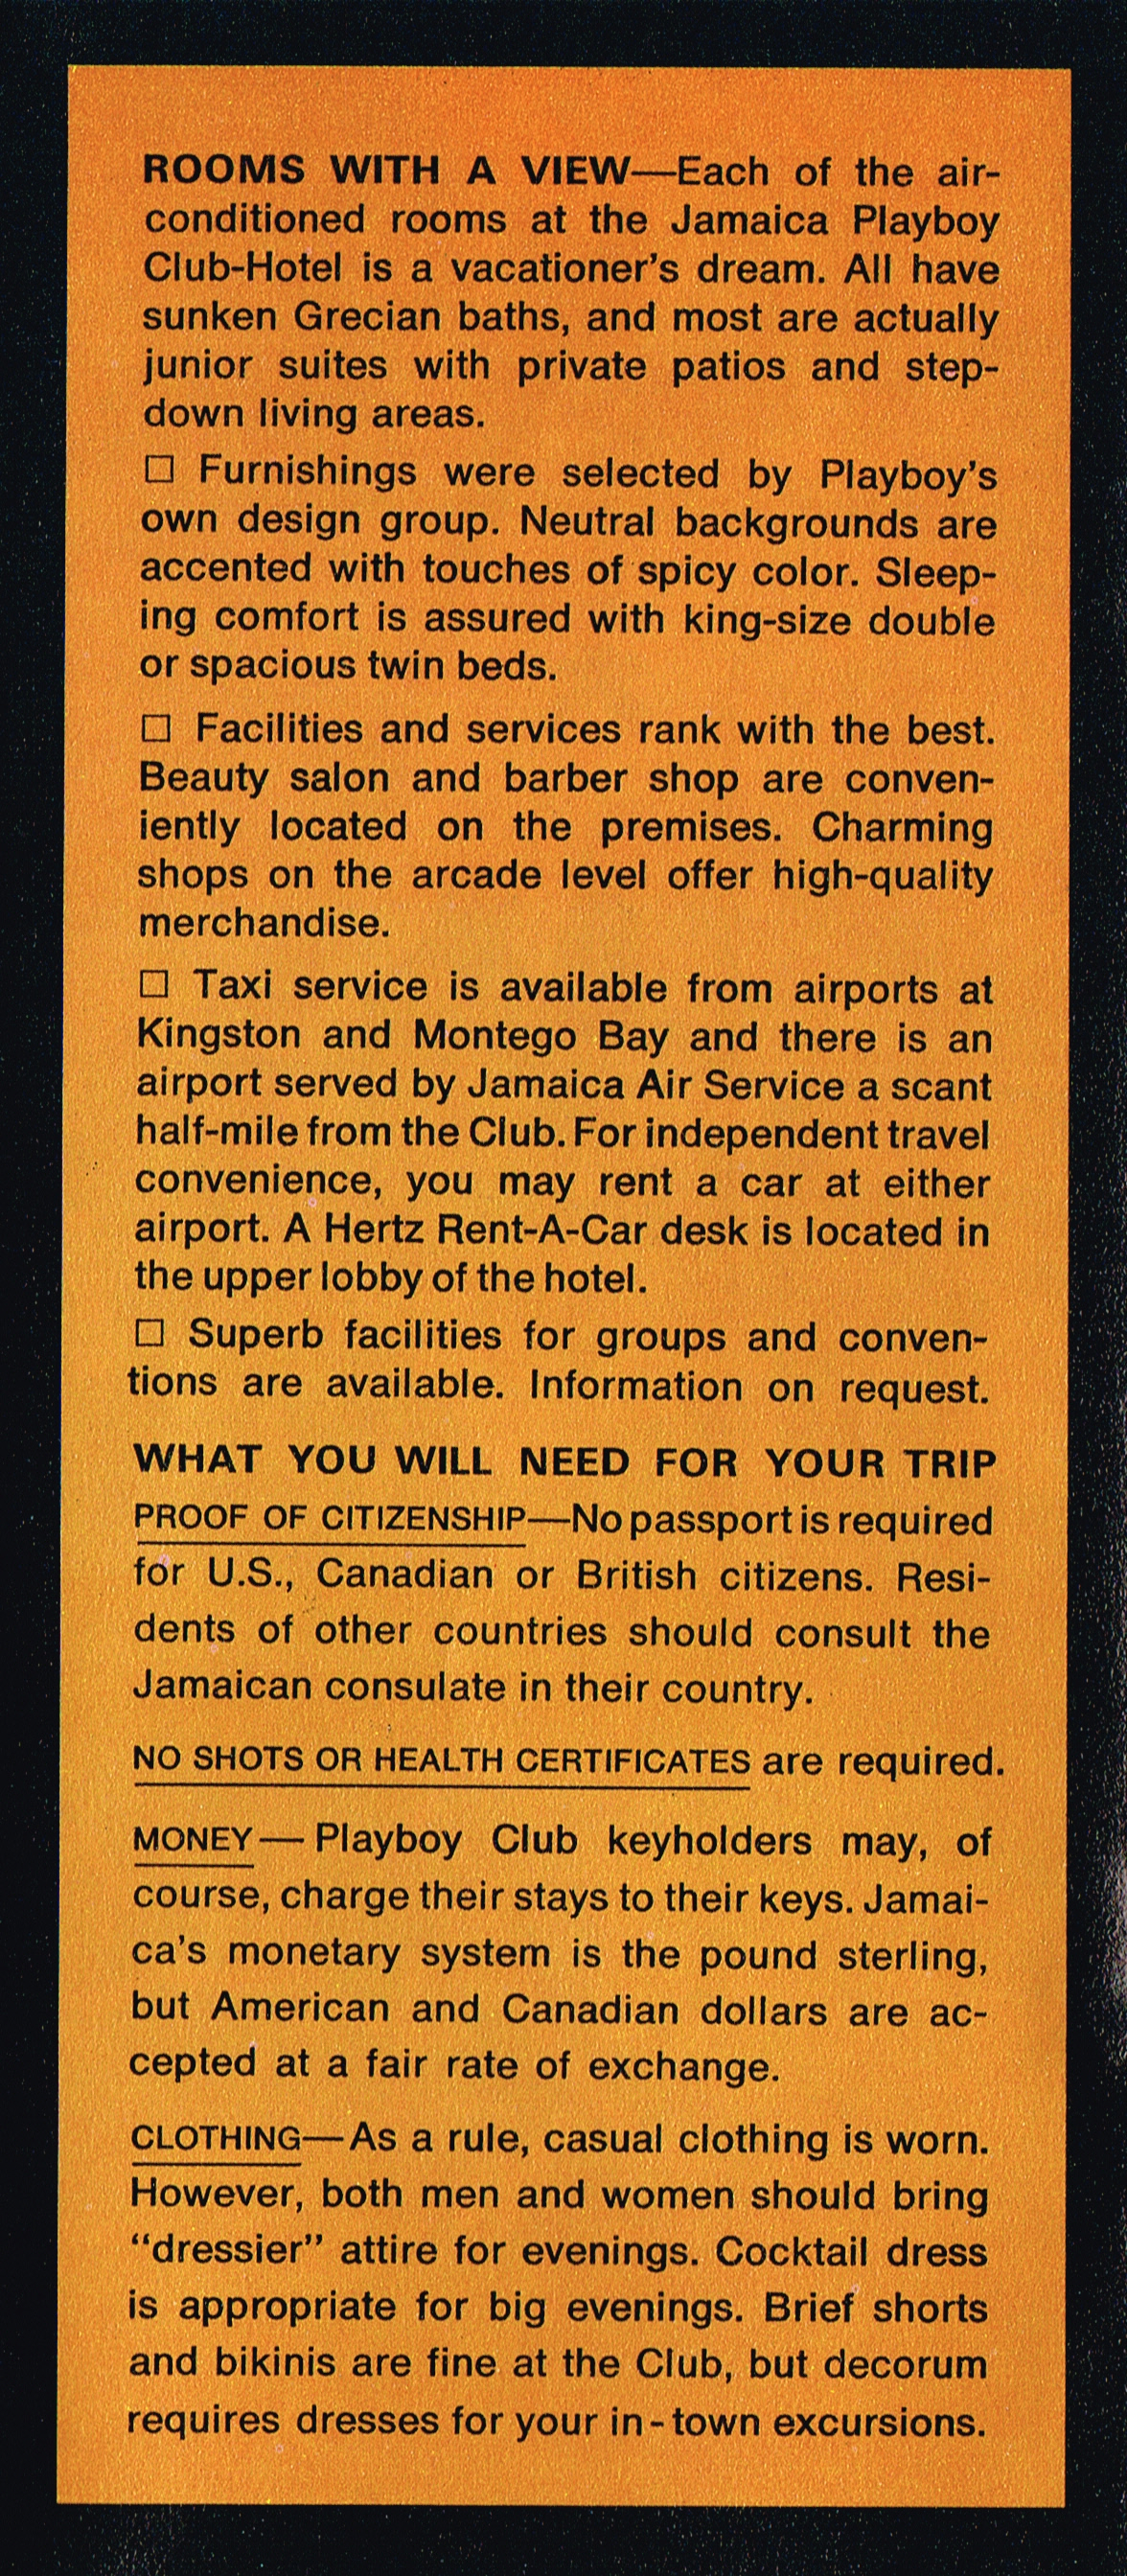 ROOMS WITH A VIEW—Each of the air-
conditioned rooms at the Jamaica Playboy
Club-Hotel is a vacationer's dream. All have
sunken Grecian baths, and most are actually
junior suites with private patios and step-
down living areas.
☐ Furnishings were selected by Playboy's
own design group. Neutral backgrounds are
accented with touches of spicy color. Sleep-
ing comfort is assured with king-size double
or spacious twin beds.
☐ Facilities and services rank with the best.
Beauty salon and barber shop are conven-
iently located on the premises. Charming
shops on the arcade level offer high-quality
merchandise.
☐ Taxi service is available from airports at
Kingston and Montego Bay and there is an
airport served by Jamaica Air Service a scant
half-mile from the Club. For independent travel
convenience, you may rent a car at either
airport. A Hertz Rent-A-Car desk is located in
the upper lobby of the hotel.
☐ Superb facilities for groups and conven-
tions are available. Information on request.
WHAT YOU WILL NEED FOR YOUR TRIP
PROOF OF CITIZENSHIP—No passport is required
for U.S., Canadian or British citizens. Resi-
dents of other countries should consult the
Jamaican consulate in their country.
NO SHOTS OR HEALTH CERTIFICATES are required.
MONEY— Playboy Club keyholders may, of
course, charge their stays to their keys. Jamai-
ca's monetary system is the pound sterling,
but American and Canadian dollars are ac-
cepted at a fair rate of exchange.
CLOTHING—As a rule, casual clothing is worn.
However, both men and women should bring
“dressier” attire for evenings. Cocktail dress
is appropriate for big evenings. Brief shorts
and bikinis are fine at the Club, but decorum
requires dresses for your in-town excursions.